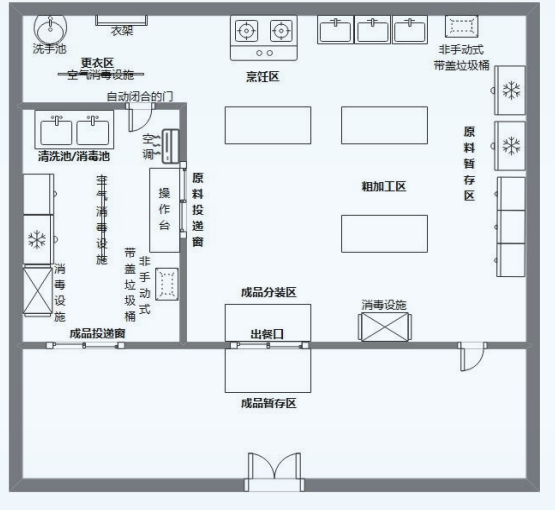 洗手池
衣架
更衣区
空气消毒设施
自动闭合的门
烹饪区
非手动式
带盖垃圾桶
清洗池/消毒池
空调
原料投递窗
操作台
空气消毒设施
粗加工区
原料暂存区
消毒设施
非手动式
带盖垃圾桶
成品投递窗
成品分装区
消毒设施
出餐口
成品暂存区